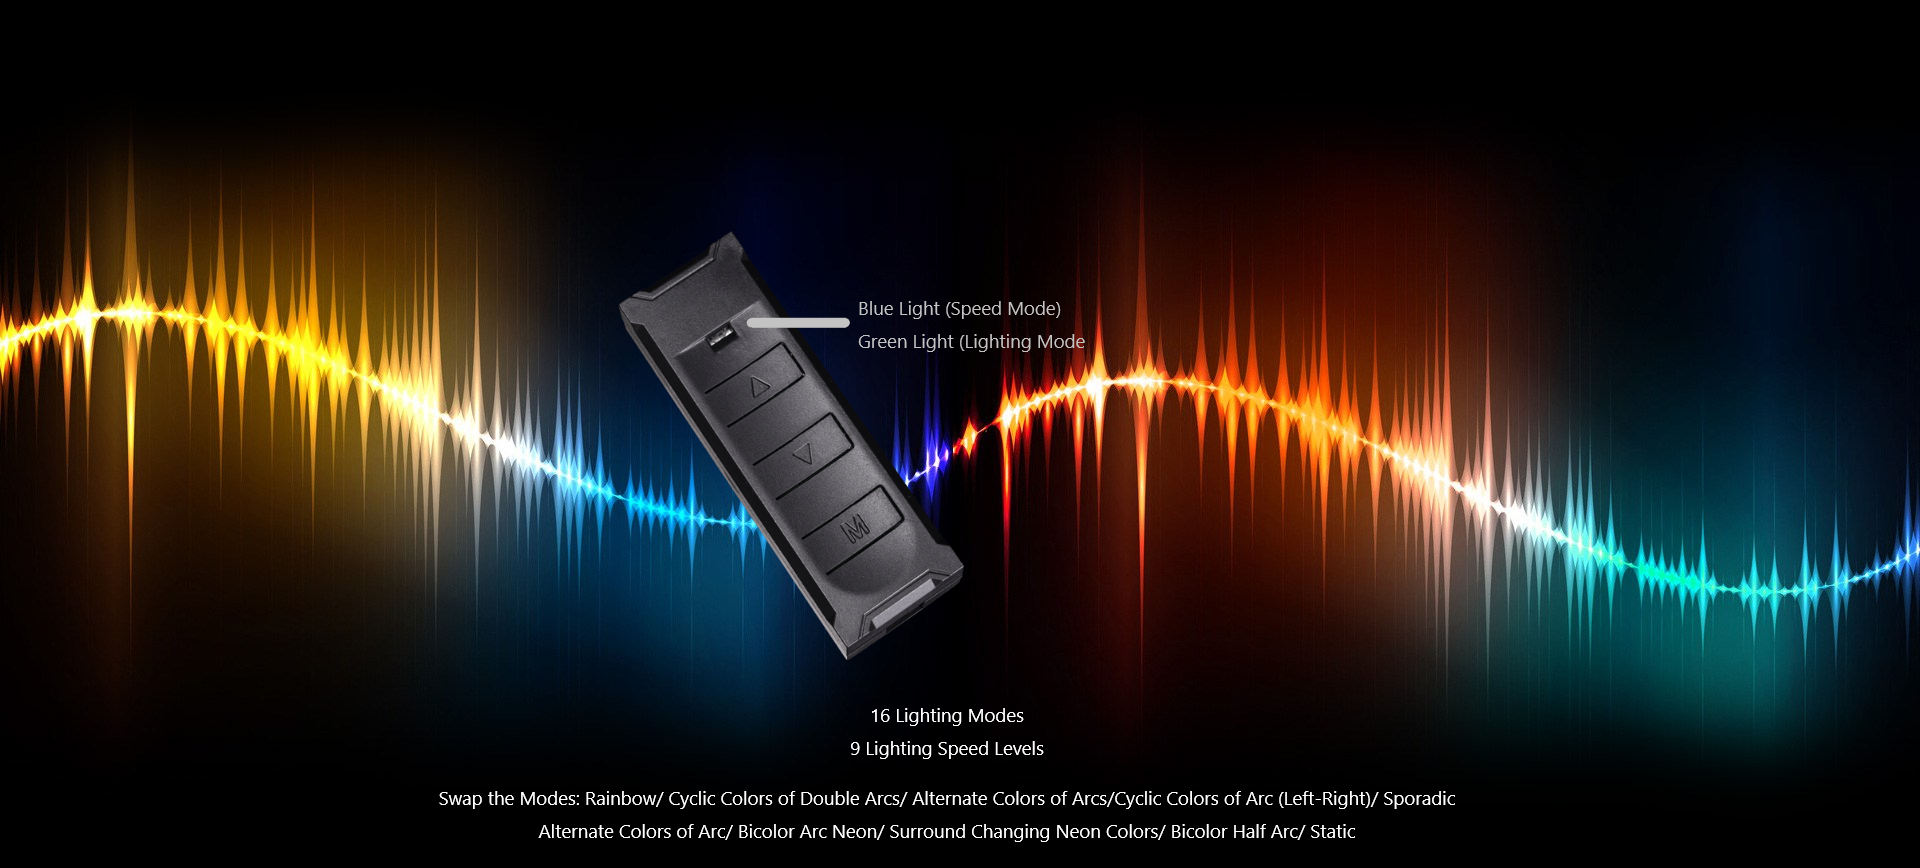 Blue Light (Speed Mode)
Green Light (Lighting Mode
M
16 Lighting Modes
9 Lighting Speed Levels
Swap the Modes: Rainbow/ Cyclic Colors of Double Arcs/ Alternate Colors of Arcs/Cyclic Colors of Arc (Left-Right)/ Sporadic
Alternate Colors of Arc/ Bicolor Arc Neon/ Surround Changing Neon Colors/ Bicolor Half Arc/ Static